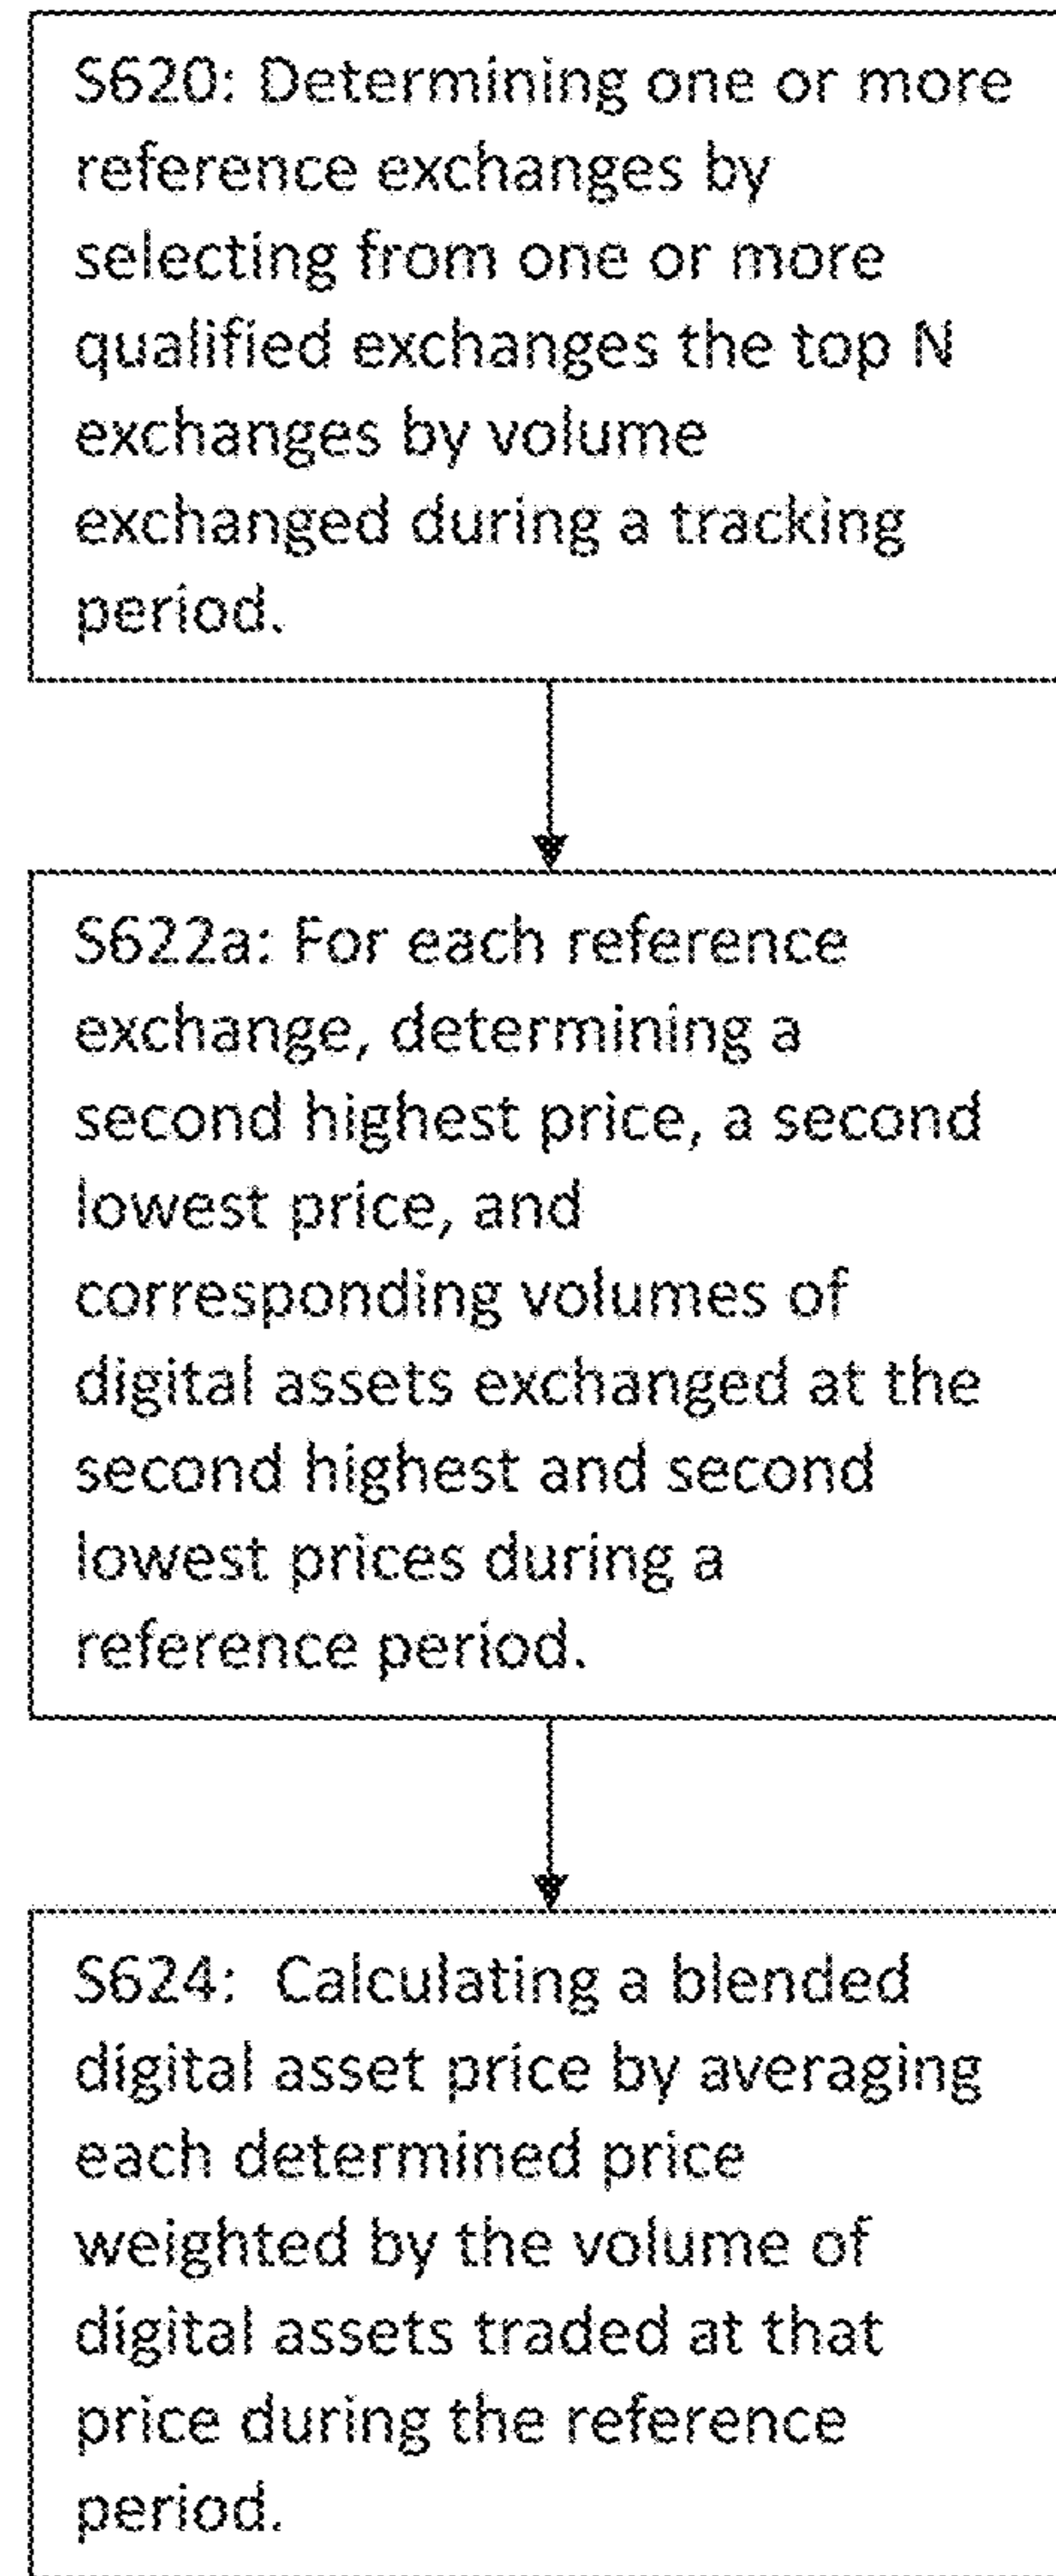 S620: Determining one or more
reference exchanges by
selecting from one or more
qualified exchanges the top N
exchanges by volume
exchanged during a tracking
period.
S622a: For each reference
exchange, determining a
second highest price, a second
lowest price, and
corresponding volumes of
digital assets exchanged at the
second highest and second
lowest prices during a
reference period.
S624:  Calculating a blended
digital asset price by averaging
each determined price
weighted by the volume of
digital assets traded at that
price during the reference
period.